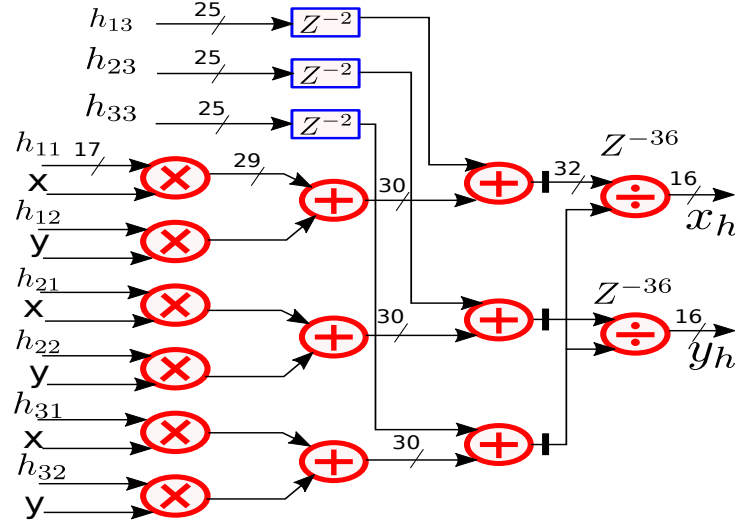 h₁₃ 25 Z⁻²
h₂₃ 25 Z⁻²
h₃₃ 25 Z⁻²
h₁₁ 17 29 30 32 Z⁻³⁶ 16
x
x_h
h₁₂
y
h₂₁ 30 Z⁻³⁶ 16
x
y_h
h₂₂
y
h₃₁ 30
x
h₃₂
y